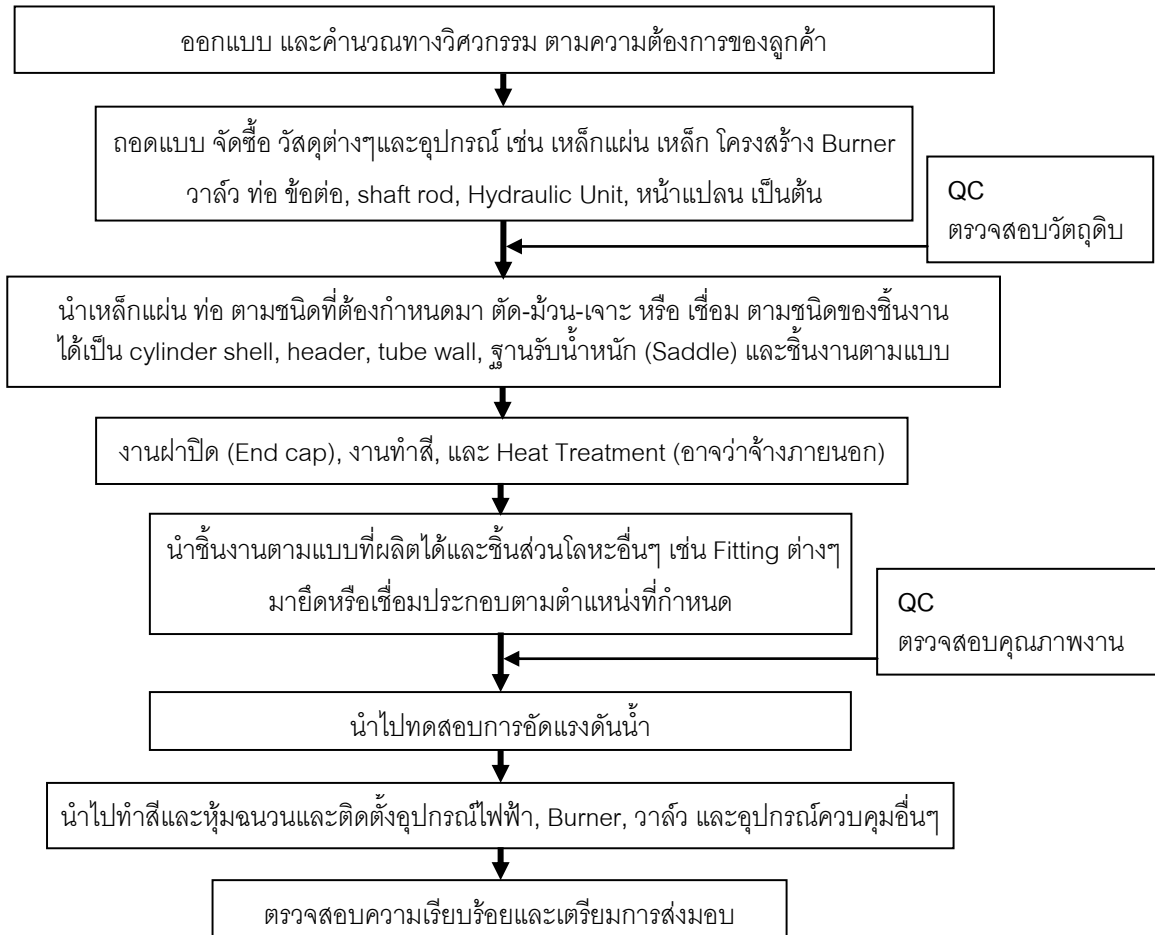 ออกแบบ และคำนวณทางวิศวกรรม ตามความต้องการของลูกค้า
ถอดแบบ จัดซื้อ วัสดุต่างๆและอุปกรณ์ เช่น เหล็กแผ่น เหล็ก โครงสร้าง Burner
วาล์ว ท่อ ข้อต่อ, shaft rod, Hydraulic Unit, หน้าแปลน เป็นต้น
QC
ตรวจสอบวัตถุดิบ
นำเหล็กแผ่น ท่อ ตามชนิดที่ต้องกำหนดมา ตัด-ม้วน-เจาะ หรือ เชื่อม ตามชนิดของชิ้นงาน
ได้เป็น cylinder shell, header, tube wall, ฐานรับน้ำหนัก (Saddle) และชิ้นงานตามแบบ
งานฝาปิด (End cap), งานทำสี, และ Heat Treatment (อาจว่าจ้างภายนอก)
นำชิ้นงานตามแบบที่ผลิตได้และชิ้นส่วนโลหะอื่นๆ เช่น Fitting ต่างๆ
มายึดหรือเชื่อมประกอบตามตำแหน่งที่กำหนด
QC
ตรวจสอบคุณภาพงาน
นำไปทดสอบการอัดแรงดันน้ำ
นำไปทำสีและหุ้มฉนวนและติดตั้งอุปกรณ์ไฟฟ้า, Burner, วาล์ว และอุปกรณ์ควบคุมอื่นๆ
ตรวจสอบความเรียบร้อยและเตรียมการส่งมอบ